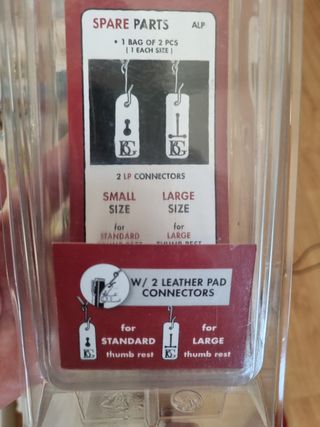 SPARE PARTS ALP
• 1 BAG OF 2 PCS
( 1 EACH SIZE )
BG BG
2 LP CONNECTORS
SMALL LARGE
SIZE SIZE
for for
STANDARD LARGE
THUMB REST THUMB REST
W/ 2 LEATHER PAD
CONNECTORS
for for
STANDARD LARGE
thumb rest thumb rest
BG BG